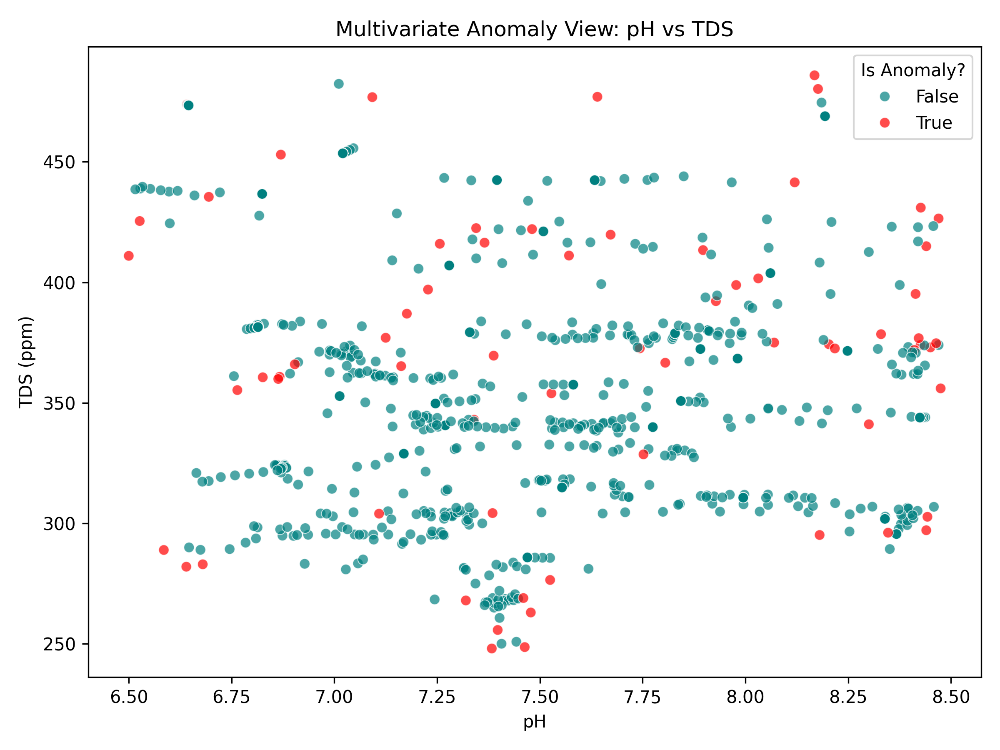 Multivariate Anomaly View: pH vs TDS
Is Anomaly?
False
True
TDS (ppm)
450
400
350
300
250
6.50 6.75 7.00 7.25 7.50 7.75 8.00 8.25 8.50
pH